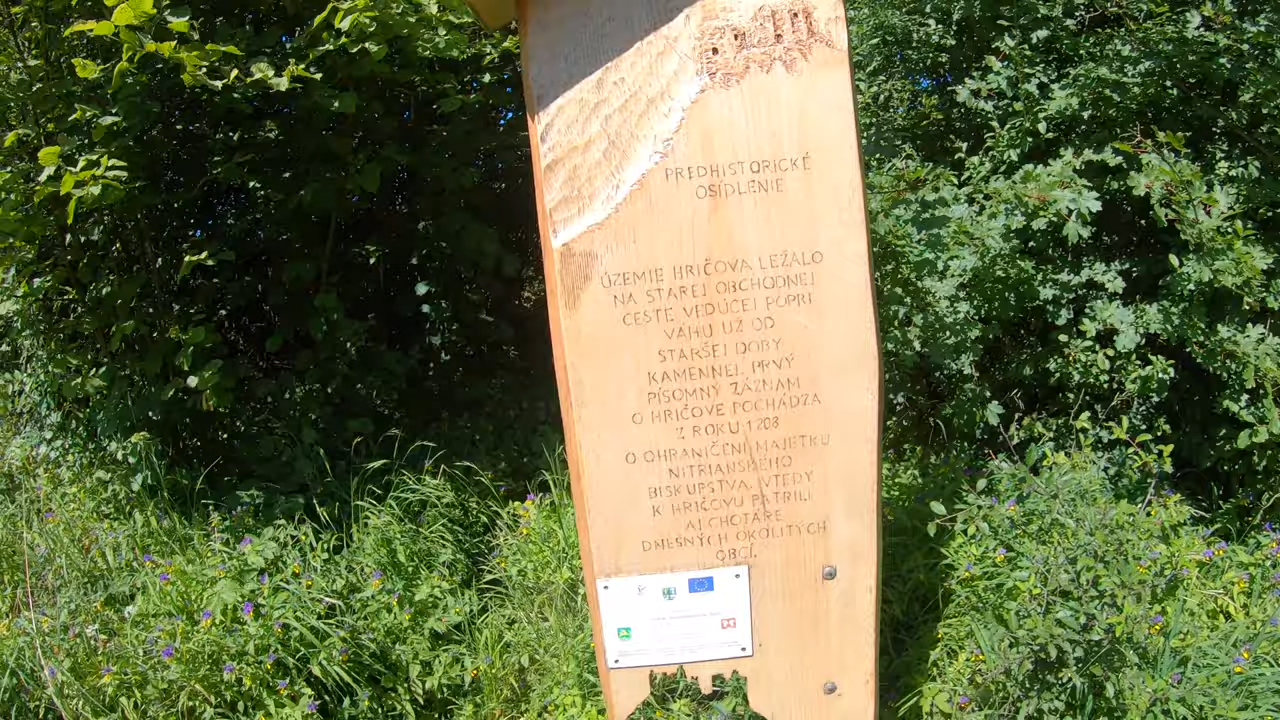 PREDHISTORICKÉ
OSÍDLENIE
ÚZEMIE HRIČOVA LEŽALO
NA STAREJ OBCHODNEJ
CESTE VEDÚCEJ POPRI
VÁHU UŽ OD
STARŠEJ DOBY
KAMENNEJ. PRVÝ
PÍSOMNÝ ZÁZNAM
O HRIČOVE POCHÁDZA
Z ROKU 1208
O OHRANIČENÍ MAJETKU
NITRIANSKEHO
BISKUPSTVA. VTEDY
K HRIČOVU PATRILI
AJ CHOTÁRE
DNEŠNÝCH OKOLITÝCH
OBCÍ.